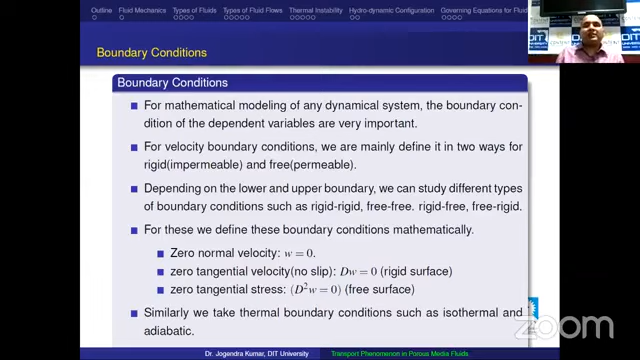 Outline Fluid Mechanics Types of Fluids Types of Fluid Flows Thermal Instability Hydro-dynamic Configuration Governing Equations for Fluid
Boundary Conditions
Boundary Conditions
For mathematical modeling of any dynamical system, the boundary con-
dition of the dependent variables are very important.
For velocity boundary conditions, we are mainly define it in two ways for
rigid(impermeable) and free(permeable).
Depending on the lower and upper boundary, we can study different types
of boundary conditions such as rigid-rigid, free-free. rigid-free, free-rigid.
For these we define these boundary conditions mathematically.
Zero normal velocity: w = 0.
zero tangential velocity(no slip): Dw = 0 (rigid surface)
zero tangential stress: (D²w = 0) (free surface)
Similarly we take thermal boundary conditions such as isothermal and
adiabatic.
zoom
Dr. Jogendra Kumar, DIT University Transport Phenomenon in Porous Media Fluids